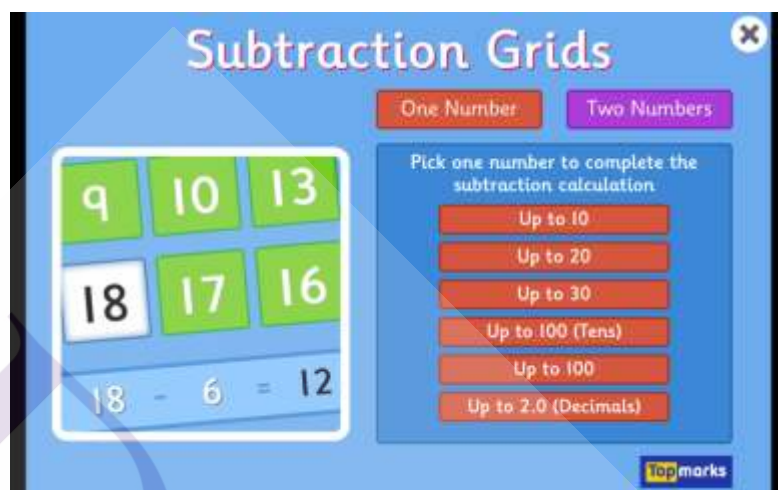 Subtraction Grids
One Number
Two Numbers
Pick one number to complete the
subtraction calculation
Up to 10
Up to 20
Up to 30
Up to 100 (Tens)
Up to 100
Up to 2.0 (Decimals)
9 10 13
18 17 16
18 - 6 = 12
Topmarks